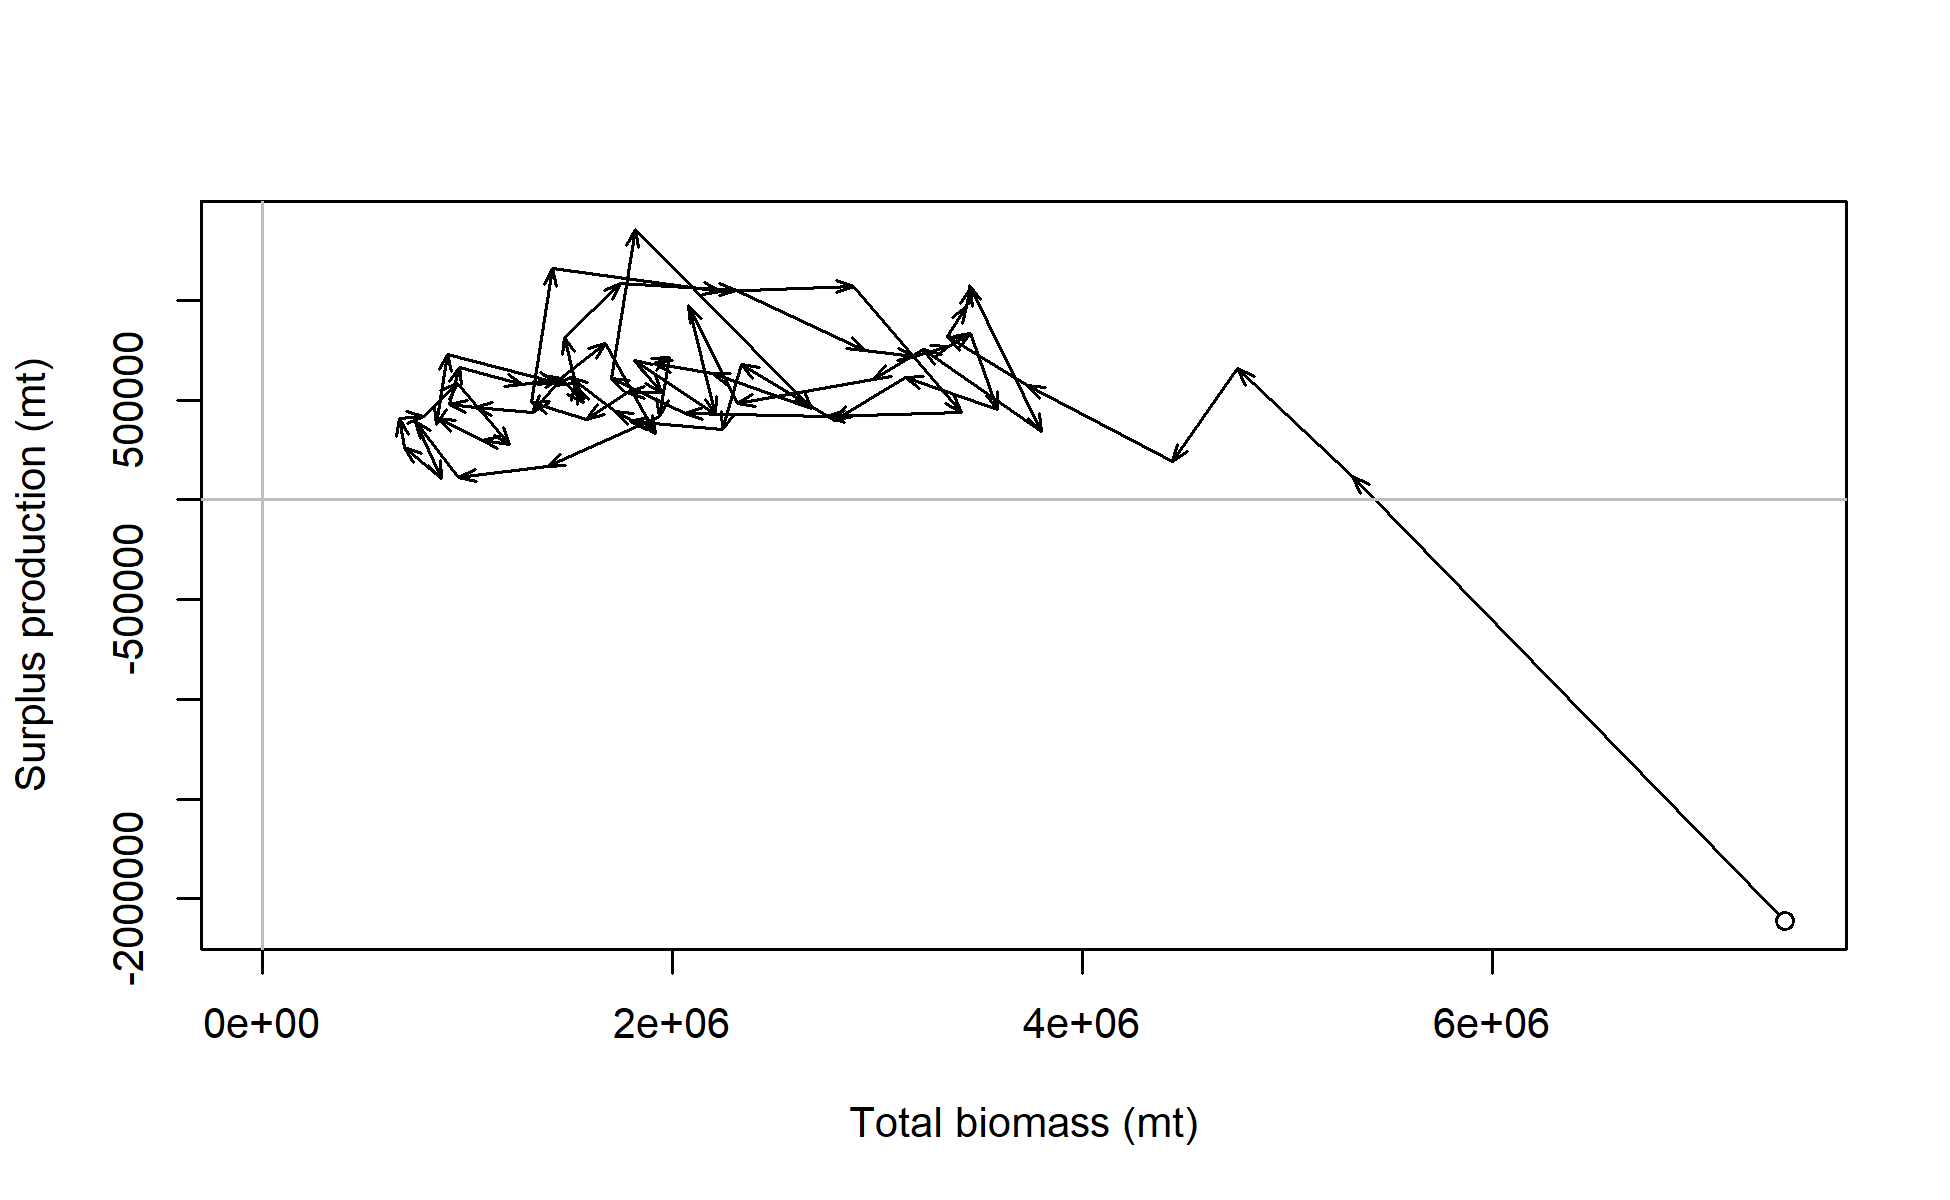 Surplus production (mt)
500000
-500000
-2000000
0e+00 2e+06 4e+06 6e+06
Total biomass (mt)